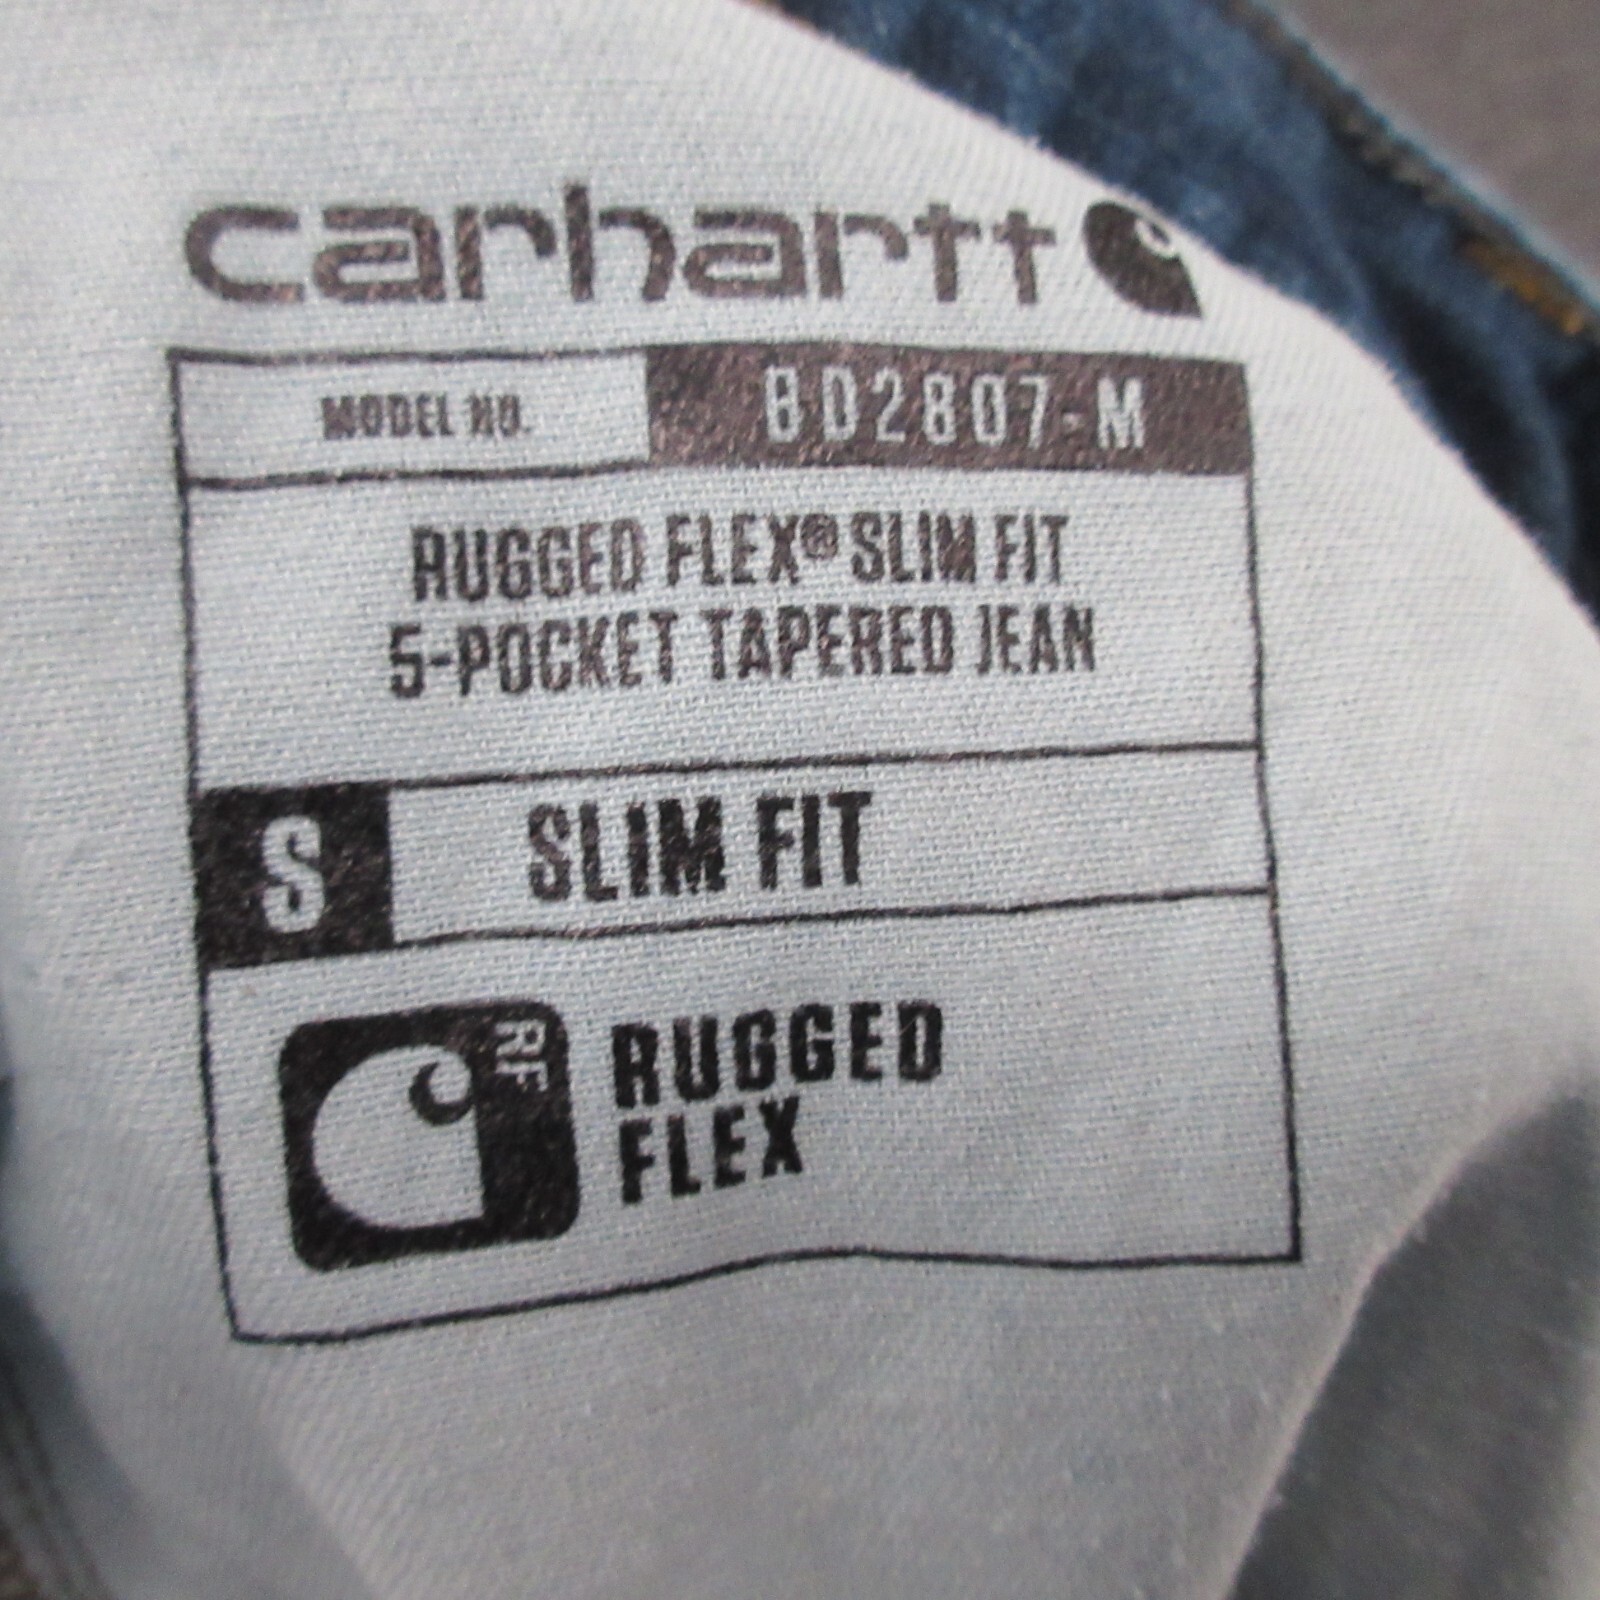 carhartt
MODEL NO. BD2807-M
RUGGED FLEX® SLIM FIT
5-POCKET TAPERED JEAN
S SLIM FIT
RF
RUGGED
FLEX